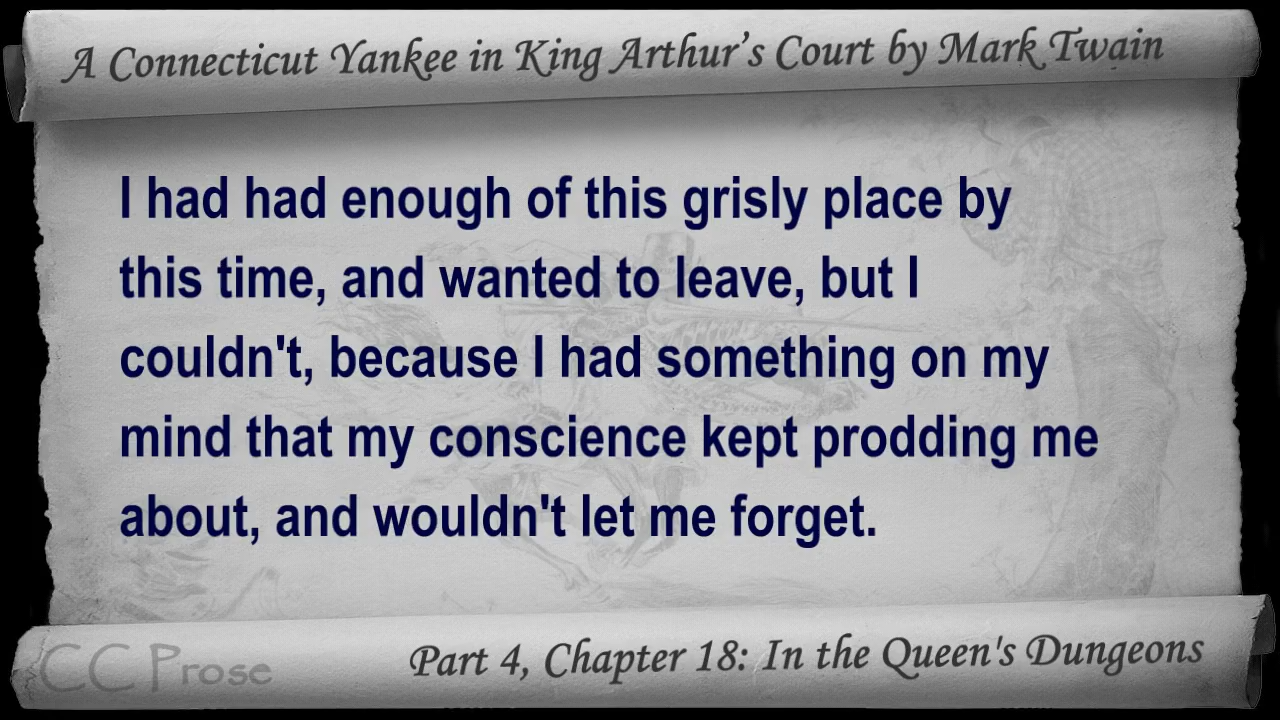 A Connecticut Yankee in King Arthur's Court by Mark Twain
I had had enough of this grisly place by
this time, and wanted to leave, but I
couldn't, because I had something on my
mind that my conscience kept prodding me
about, and wouldn't let me forget.
CC Prose
Part 4, Chapter 18: In the Queen's Dungeons